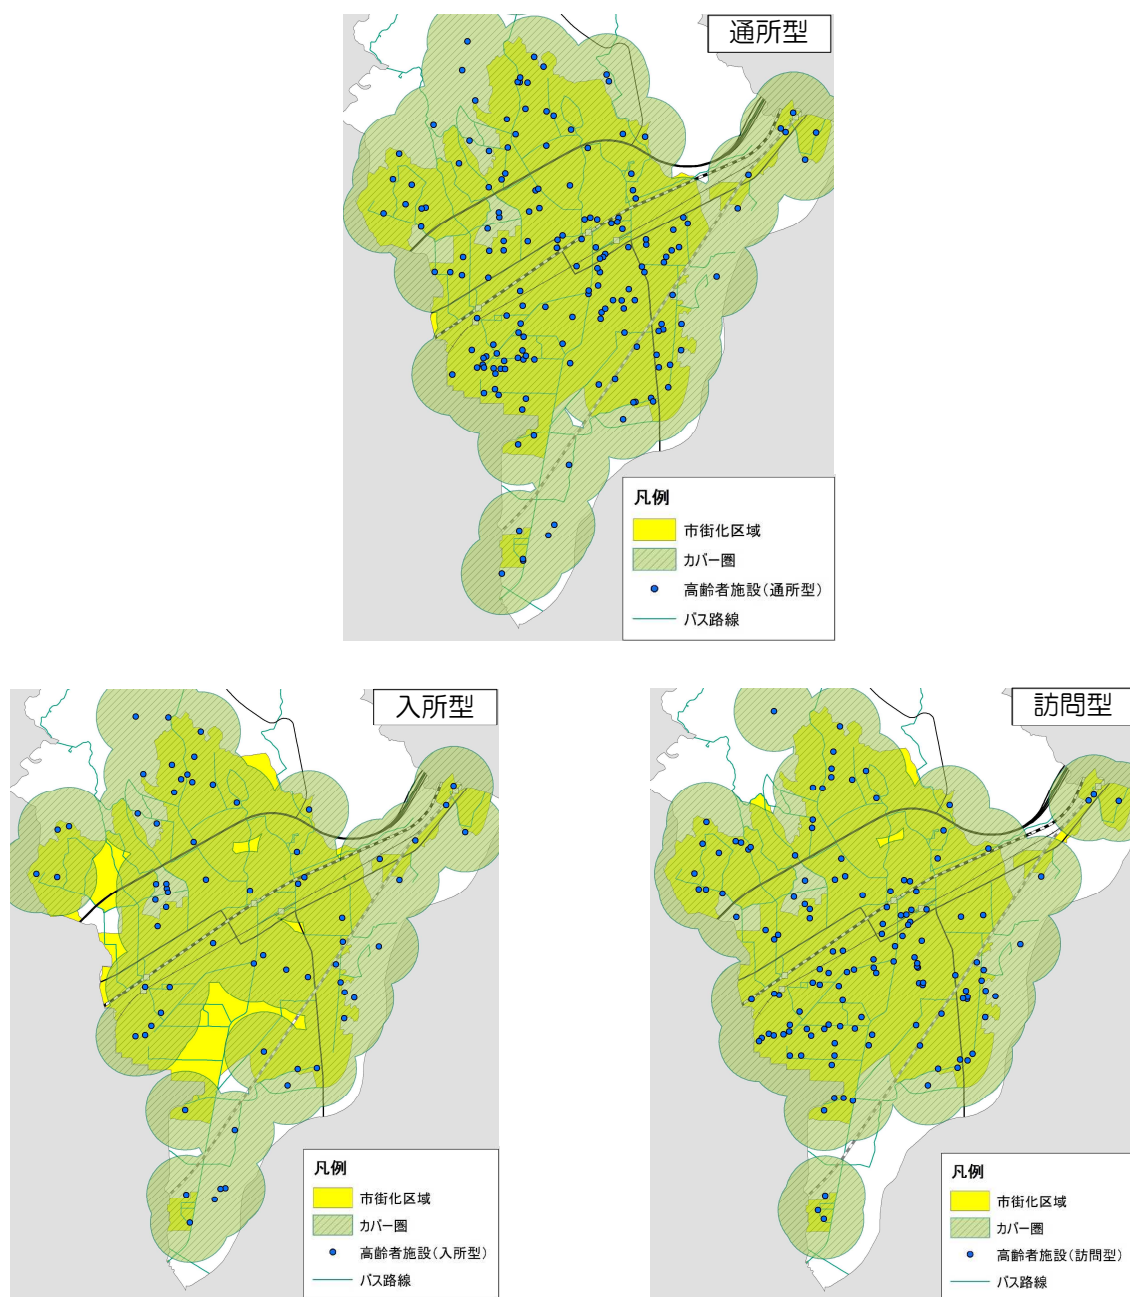 通所型
凡例
市街化区域
カバー圏
高齢者施設(通所型)
バス路線
入所型
凡例
市街化区域
カバー圏
高齢者施設(入所型)
バス路線
訪問型
凡例
市街化区域
カバー圏
高齢者施設(訪問型)
バス路線